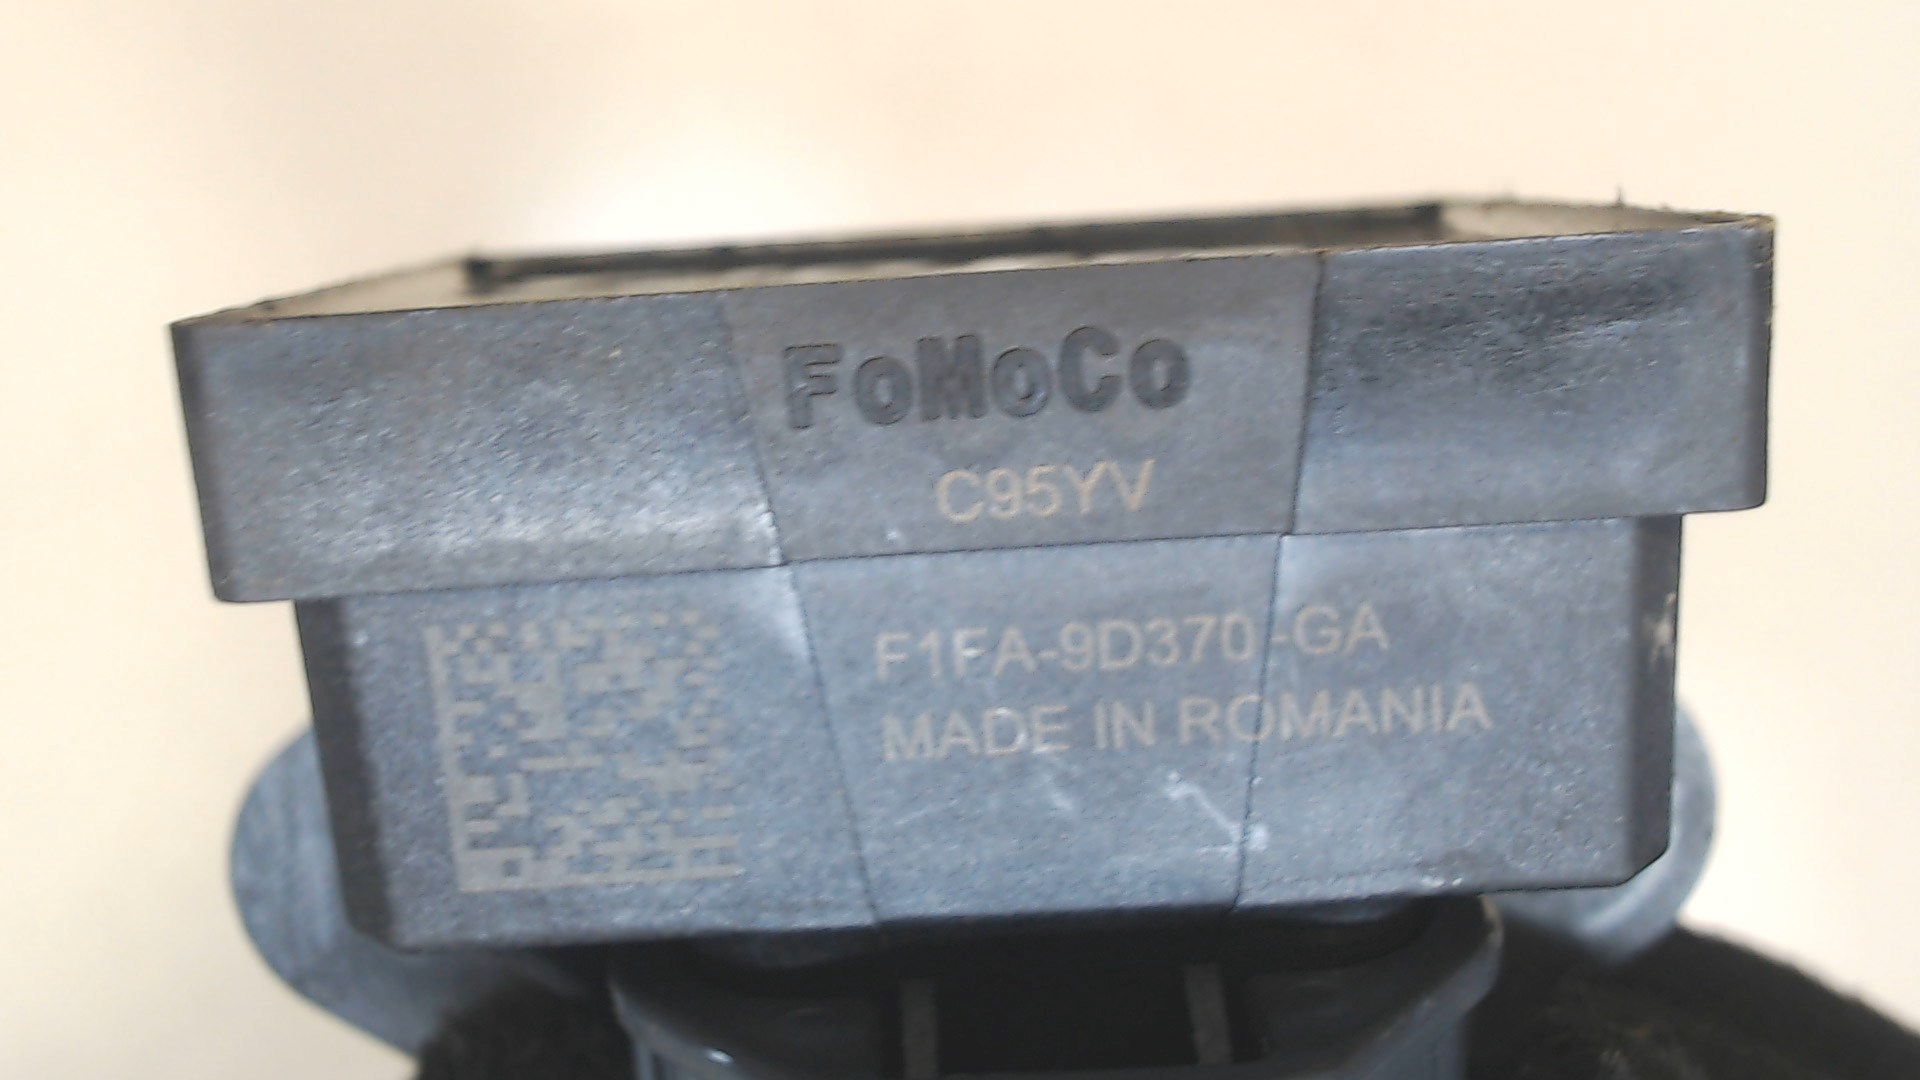 FoMoCo
C95YV
F1FA-9D370-GA
MADE IN ROMANIA